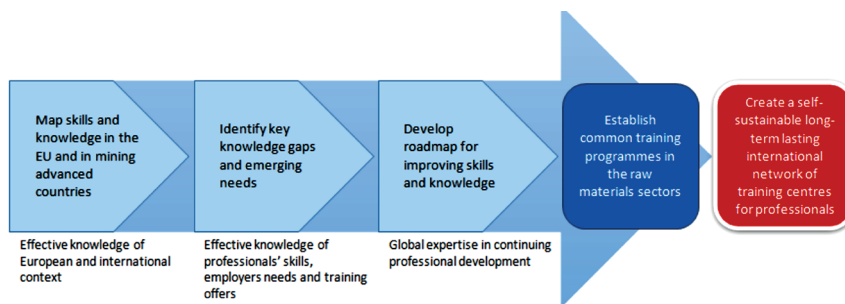 Map skills and
knowledge in the
EU and in mining
advanced
countries
Identify key
knowledge gaps
and emerging
needs
Develop
roadmap for
improving skills
and knowledge
Establish
common training
programmes in
the raw
materials sectors
Create a self-
sustainable long-
term lasting
international
network of
training centres
for professionals
Effective knowledge of
European and international
context
Effective knowledge of
professionals' skills,
employers needs and training
offers
Global expertise in continuing
professional development